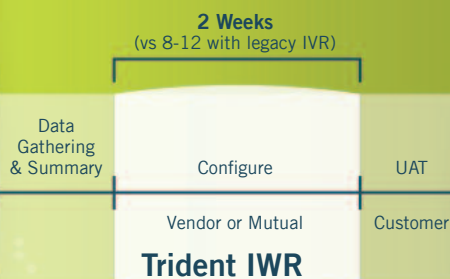 2 Weeks
(vs 8-12 with legacy IVR)
Data
Gathering
& Summary
Configure
UAT
Vendor or Mutual
Customer
Trident IWR